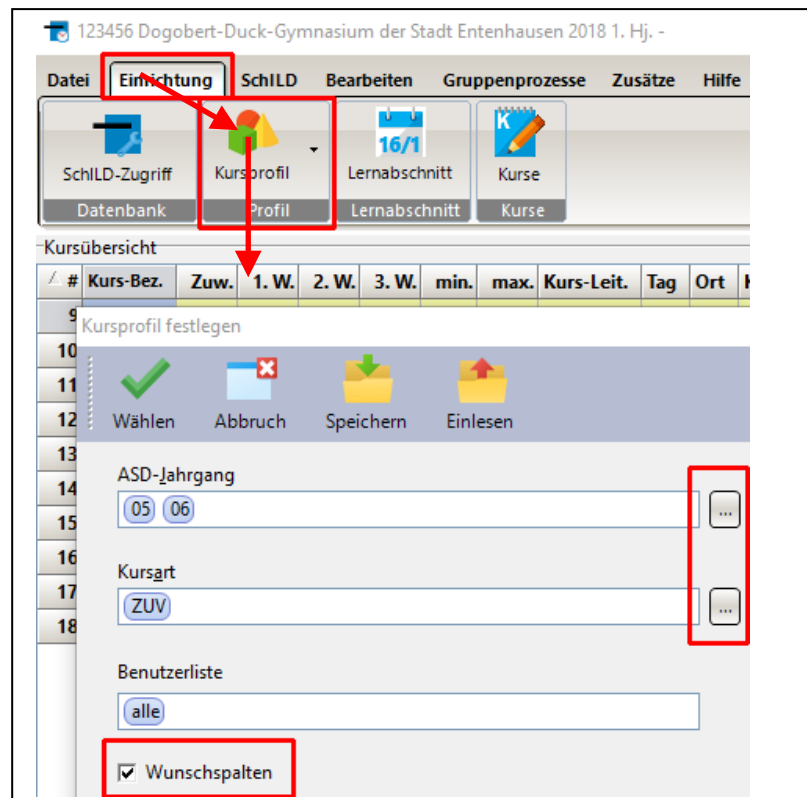 123456 Dogobert-Duck-Gymnasium der Stadt Entenhausen 2018 1. Hj. -
Datei Einrichtung SchILD Bearbeiten Gruppenprozesse Zusätze Hilfe
16/1 K
SchILD-Zugriff Kursprofil Lernabschnitt Kurse
Datenbank Profil Lernabschnitt Kurse
Kursübersicht
# Kurs-Bez. Zuw. 1. W. 2. W. 3. W. min. max. Kurs-Leit. Tag Ort
9
Kursprofil festlegen
10
11
12 Wählen Abbruch Speichern Einlesen
13
ASD-Jahrgang
14
05 06 ...
15
16
Kursart
17
ZUV ...
18
Benutzerliste
alle
Wunschspalten